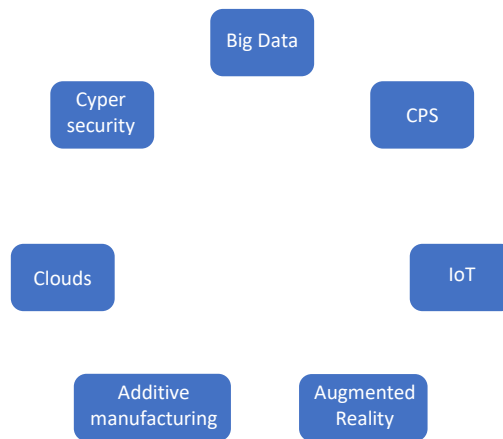 Big Data
Cyper
security
CPS
Clouds
IoT
Additive
manufacturing
Augmented
Reality